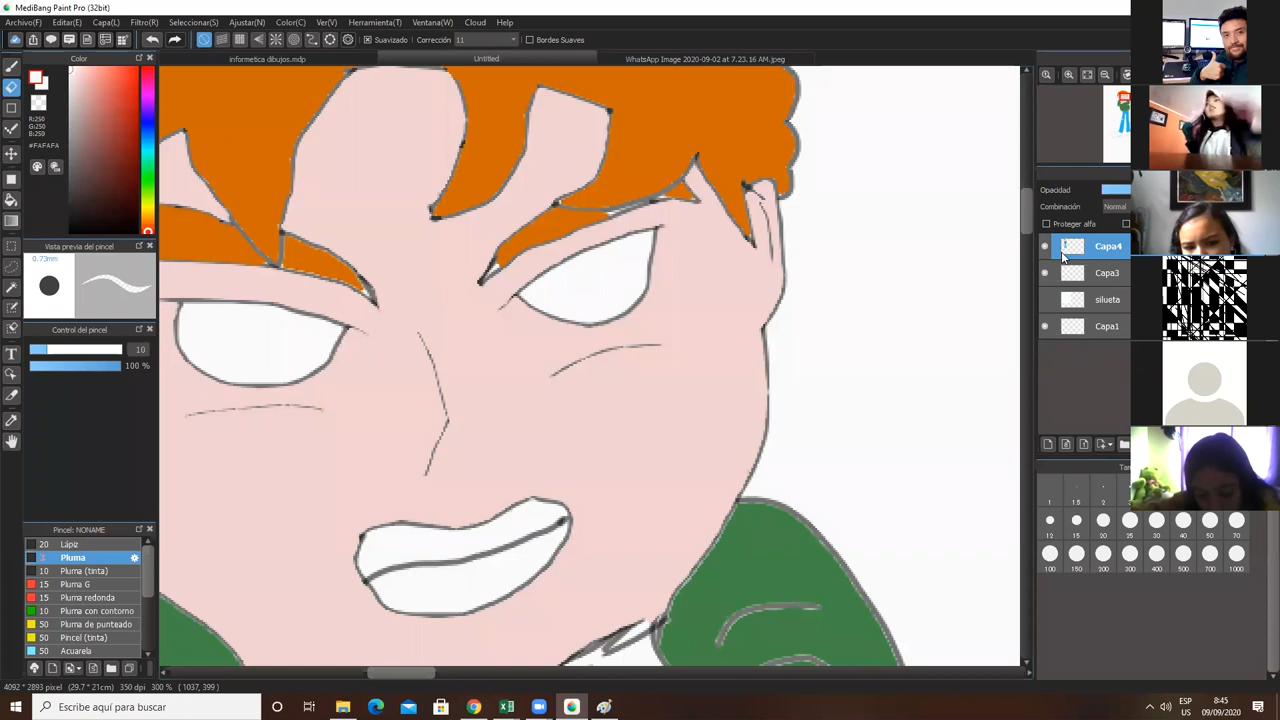 MediBang Paint Pro (32bit)
Archivo(F) Editar(E) Capa(L) Filtro(R) Seleccionar(S) Ajustar(N) Color(C) Ver(V) Herramienta(T) Ventana(W) Cloud Help
Suavizado Corrección 11 Bordes Suaves
Color
informetica dibujos.mdp Untitled WhatsApp Image 2020-09-02 at 7.23.16 AM.jpeg
R:250
G:250
B:250
#FAFAFA
Opacidad
Combinación Normal
Proteger alfa
Capa4
Capa3
silueta
Capa1
Vista previa del pincel
0.73mm
Control del pincel
10
100 %
Pincel: NONAME
20 Lápiz
Pluma
10 Pluma (tinta)
15 Pluma G
15 Pluma redonda
10 Pluma con contorno
50 Pluma de punteado
50 Pincel (tinta)
50 Acuarela
1 1.5 2
12 15 20 25 30 40 50 70
100 150 200 300 400 500 700 1000
4092 * 2893 pixel (29.7 * 21cm) 350 dpi 300 % ( 1037, 399 )
Escribe aquí para buscar
ESP
US
8:45
09/09/2020